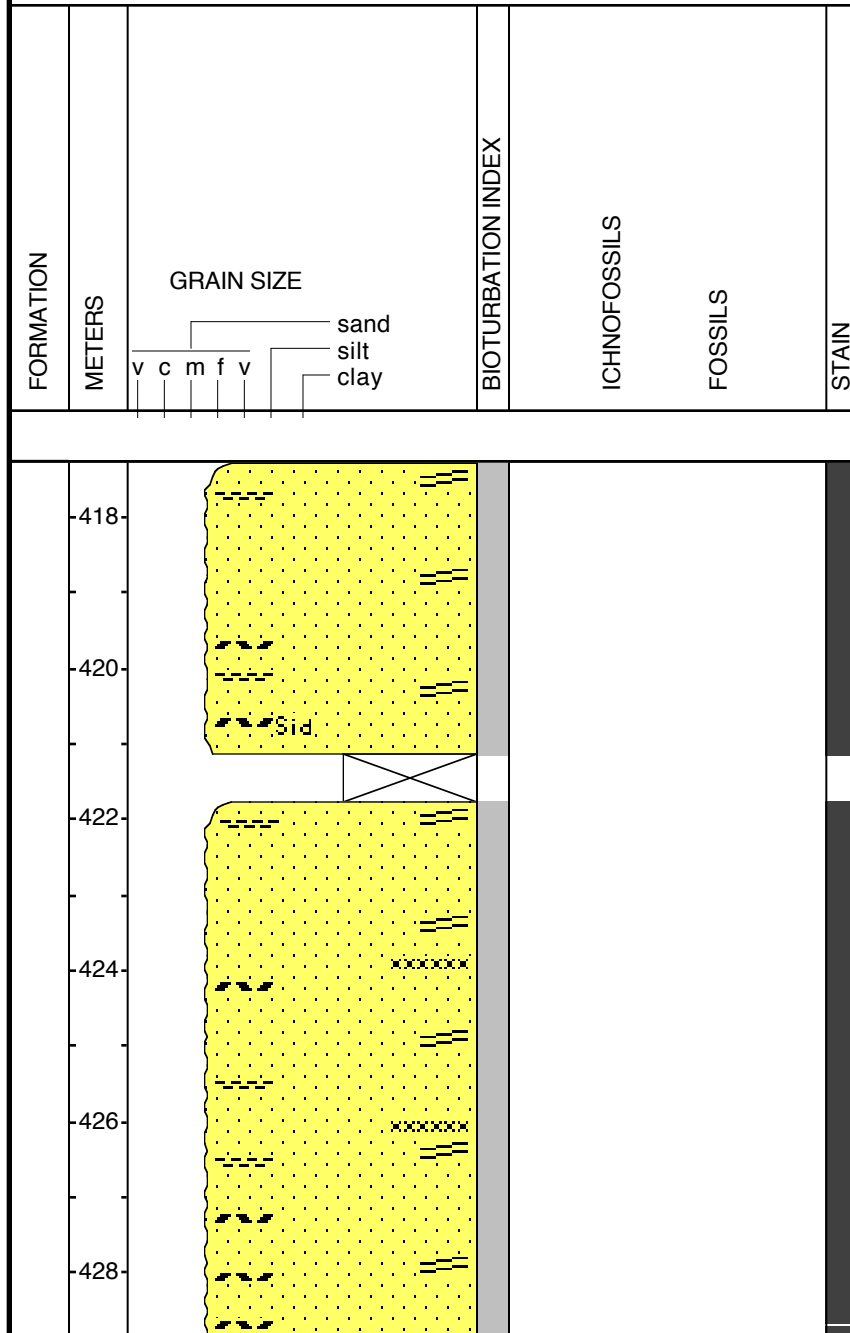 FORMATION
METERS
GRAIN SIZE
sand
silt
clay
v c m f v
BIOTURBATION INDEX
ICHNOFOSSILS
FOSSILS
STAIN
418
420
Sid
422
424
426
428